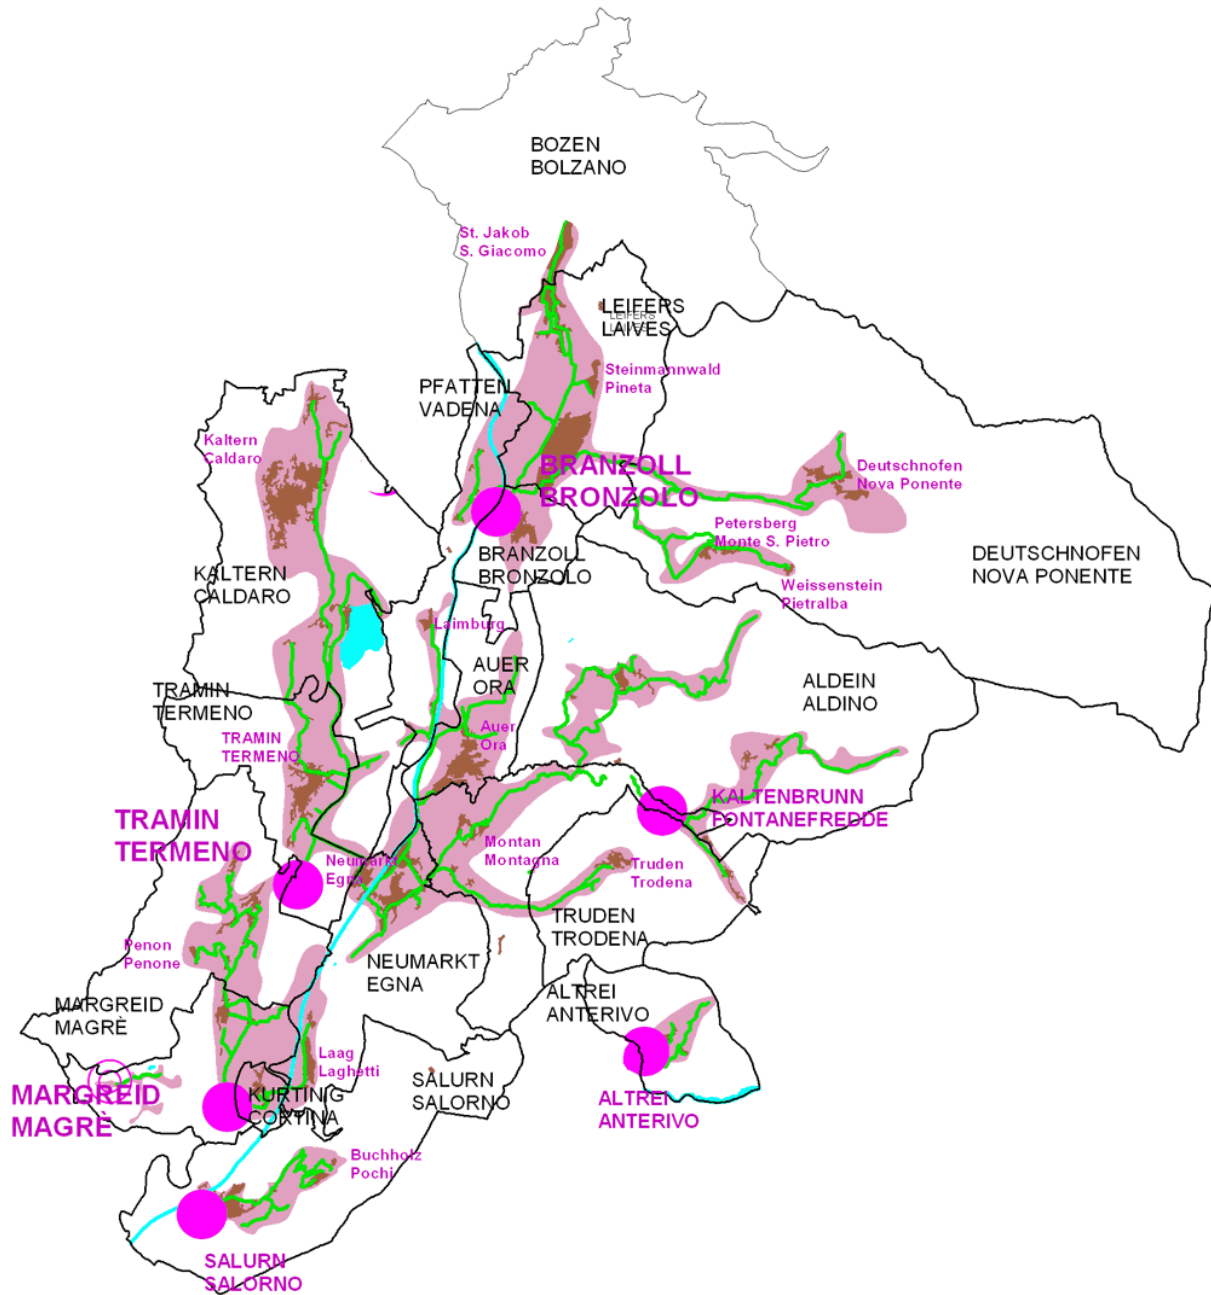 BOZEN
BOLZANO
St. Jakob
S. Giacomo
LEIFERS
LAIVES
LEIFERS
LAIVES
Steinmannwald
Pineta
PFATTEN
VADENA
Kaltern
Caldaro
BRANZOLL
BRONZOLO
Deutschnofen
Nova Ponente
Petersberg
Monte S. Pietro
BRANZOLL
BRONZOLO
DEUTSCHNOFEN
NOVA PONENTE
KALTERN
CALDARO
Weissenstein
Pietralba
Laimburg
AUER
ORA
ALDEIN
ALDINO
TRAMIN
TERMENO
TRAMIN
TERMENO
Auer
Ora
KALTENBRUNN
FONTANEFREDDE
TRAMIN
TERMENO
Montan
Montagna
Neumarkt
Egna
Truden
Trodena
TRUDEN
TRODENA
Penon
Penone
NEUMARKT
EGNA
ALTREI
ANTERIVO
MARGREID
MAGRÈ
Laag
Laghetti
SALURN
SALORNO
MARGREID
MAGRÈ
KURTINIG
CORTINA
ALTREI
ANTERIVO
Buchholz
Pochi
SALURN
SALORNO